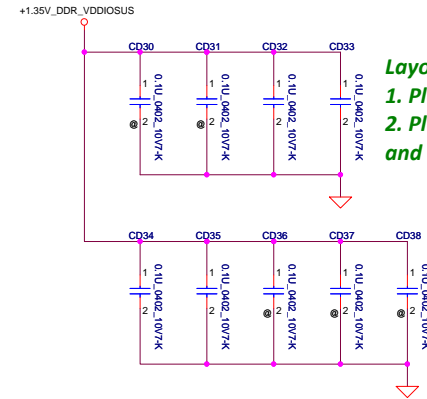 +1.35V_DDR_VDDIOSUS
CD30
CD31
CD32
CD33
1
1
1
1
0.1U_0402_10V7-K
0.1U_0402_10V7-K
0.1U_0402_10V7-K
0.1U_0402_10V7-K
@
2
@
2
2
2
Layo
1. Pl
2. Pl
and
CD34
CD35
CD36
CD37
CD38
1
1
1
1
1
0.1U_0402_10V7-K
0.1U_0402_10V7-K
0.1U_0402_10V7-K
0.1U_0402_10V7-K
0.1U_0402_10V7-K
2
2
@
2
@
2
@
2